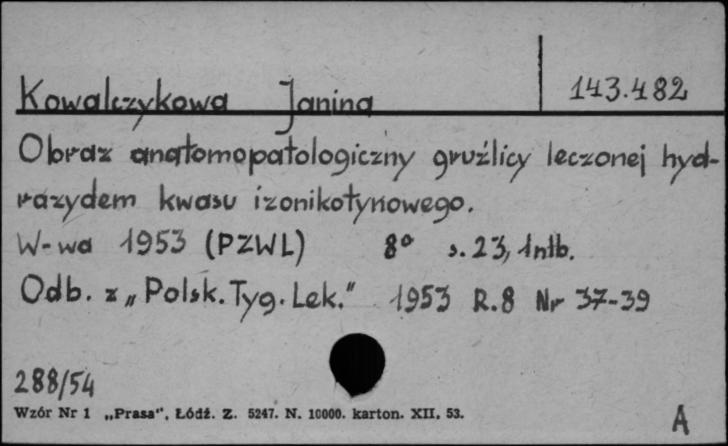 Kowalczykowa Janina 143.482
Obraz anatomopatologiczny gruźlicy leczonej hyd-
razydem kwasu izonikotynowego.
W-wa 1953 (PZWL) 8° s. 23, 1 nlb.
Odb. z „Polsk. Tyg. Lek." 1953 R. 8 Nr 37-39
288/54
Wzór Nr 1 „Prasa", Łódź. Z. 5247. N. 10000. karton. XII. 53.
A